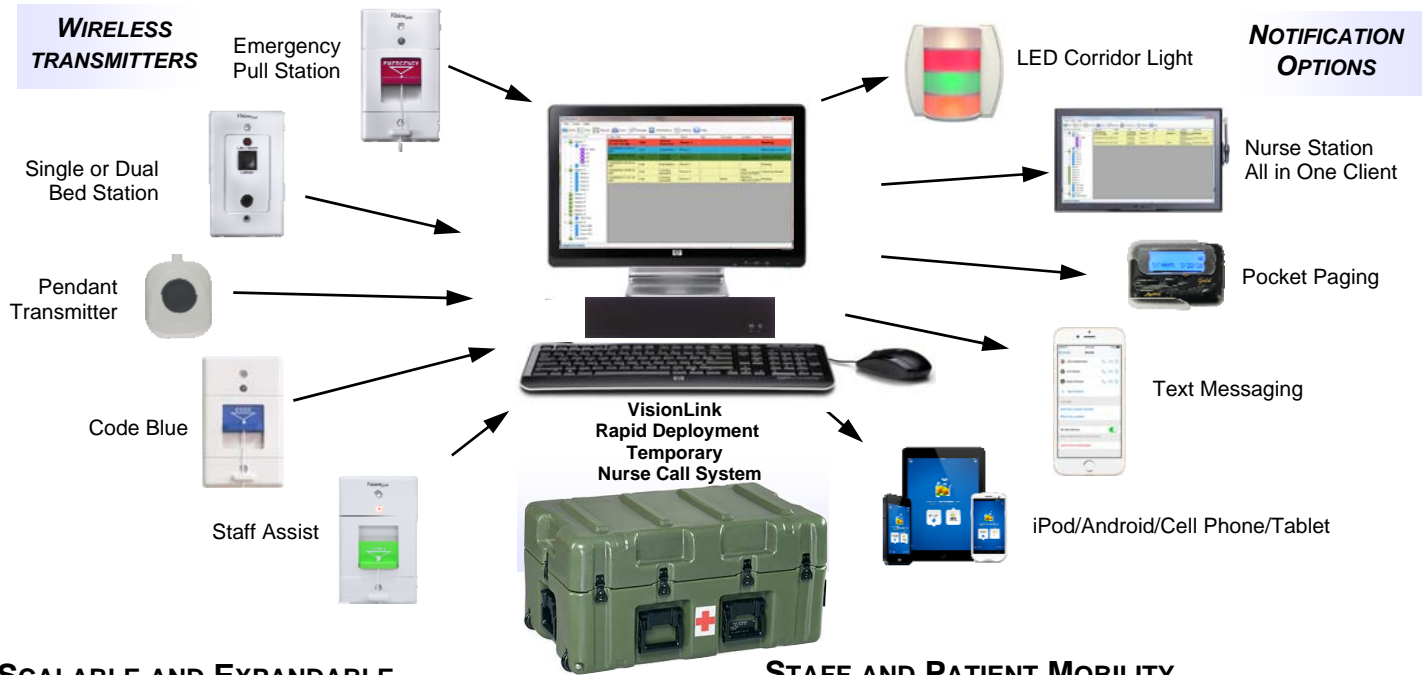 WIRELESS
TRANSMITTERS
Emergency
Pull Station
EMERGENCY
Single or Dual
Bed Station
Pendant
Transmitter
Code Blue
Staff Assist
VisionLink
Rapid Deployment
Temporary
Nurse Call System
NOTIFICATION
OPTIONS
LED Corridor Light
Nurse Station
All in One Client
Pocket Paging
Text Messaging
iPod/Android/Cell Phone/Tablet
SCALABLE AND EXPANDABLE
STAFF AND PATIENT MOBILITY